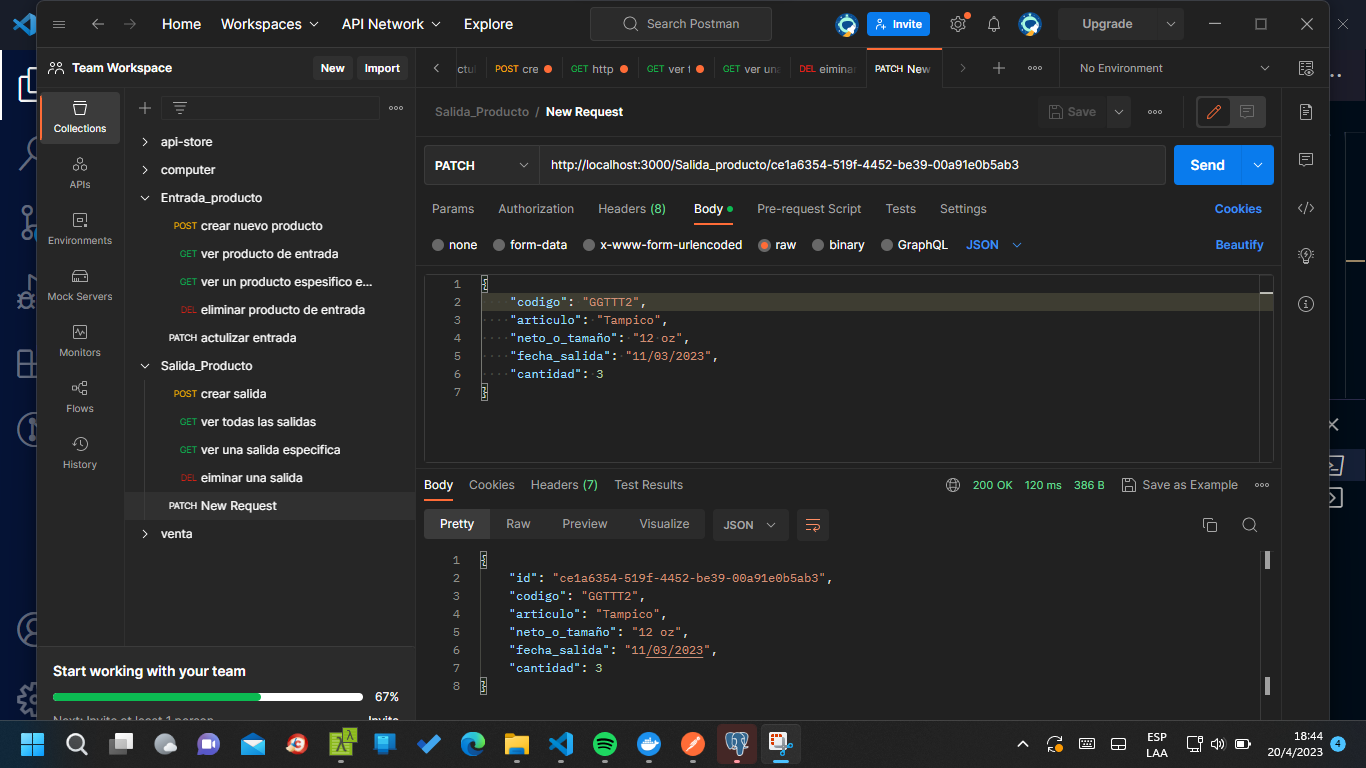 Home Workspaces API Network Explore Search Postman Invite Upgrade
Team Workspace New Import
POST cre GET http GET ver GET ver un DEL eimina PATCH New No Environment
Collections
APIs
Environments
Mock Servers
Monitors
Flows
History
api-store
computer
Entrada_producto
POST crear nuevo producto
GET ver producto de entrada
GET ver un producto espesifico e...
DEL eliminar producto de entrada
PATCH actulizar entrada
Salida_Producto
POST crear salida
GET ver todas las salidas
GET ver una salida especifica
DEL eiminar una salida
PATCH New Request
venta
Start working with your team
67%
Next: Invite at least 1 person. Invite
Salida_Producto / New Request Save
PATCH http://localhost:3000/Salida_producto/ce1a6354-519f-4452-be39-00a91e0b5ab3 Send
Params Authorization Headers (8) Body Pre-request Script Tests Settings Cookies
none form-data x-www-form-urlencoded raw binary GraphQL JSON Beautify
1 {
2 "codigo": "GGTTT2",
3 "articulo": "Tampico",
4 "neto_o_tamaño": "12 oz",
5 "fecha_salida": "11/03/2023",
6 "cantidad": 3
7 }
Body Cookies Headers (7) Test Results 200 OK 120 ms 386 B Save as Example
Pretty Raw Preview Visualize JSON
1 {
2 "id": "ce1a6354-519f-4452-be39-00a91e0b5ab3",
3 "codigo": "GGTTT2",
4 "articulo": "Tampico",
5 "neto_o_tamaño": "12 oz",
6 "fecha_salida": "11/03/2023",
7 "cantidad": 3
8 }
ESP
LAA
18:44
20/4/2023
4